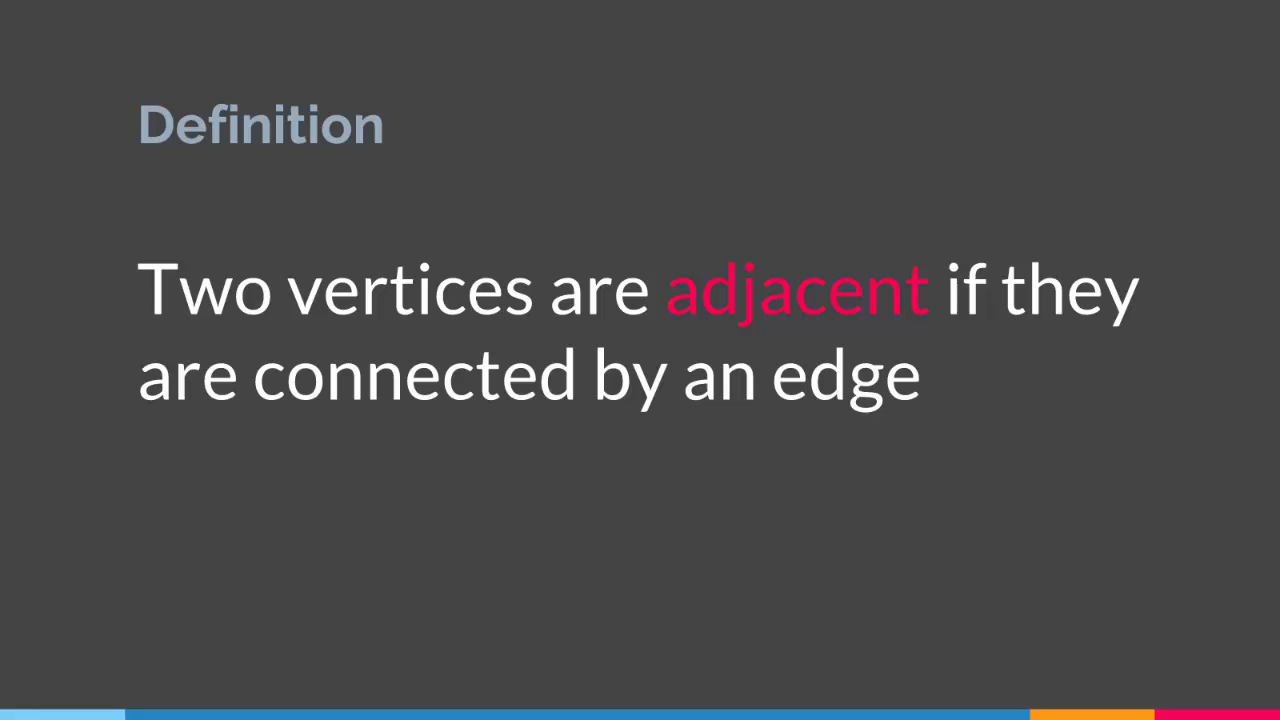 Definition
Two vertices are adjacent if they
are connected by an edge